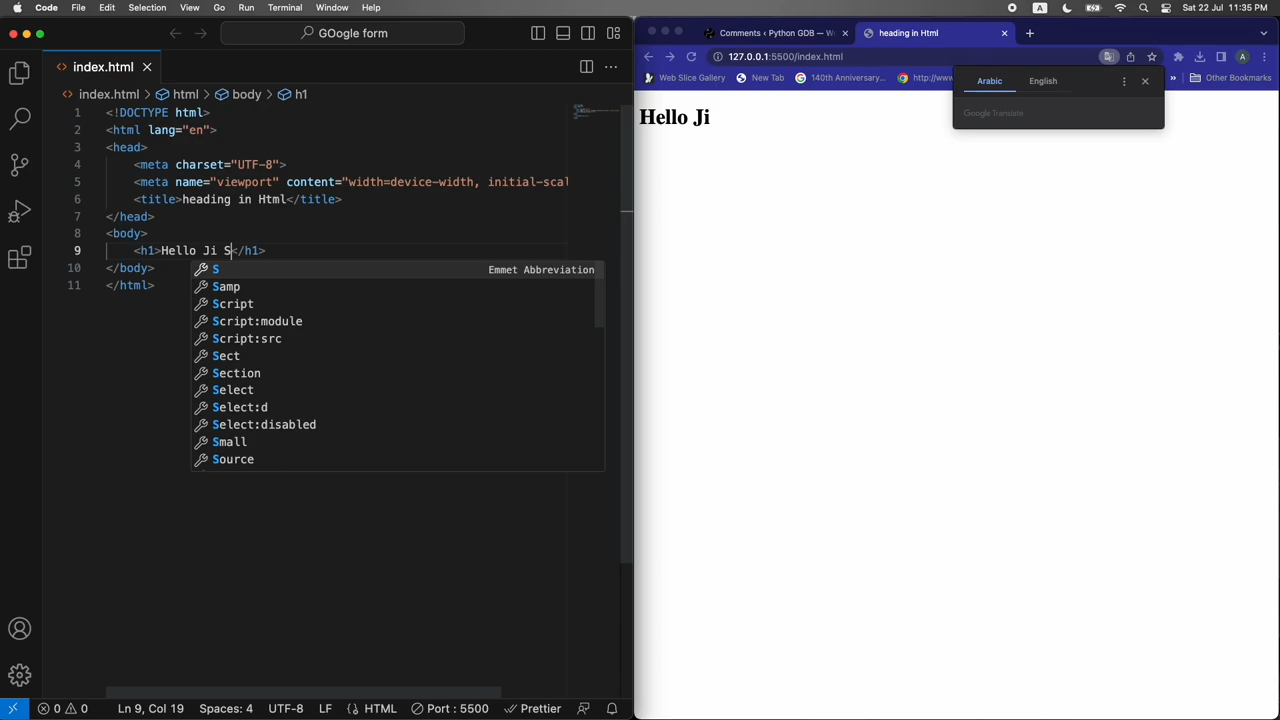 Code File Edit Selection View Go Run Terminal Window Help
A
Sat 22 Jul 11:35 PM
GOogle form
Comments ‹ Python GDB — W
heading in Html
index.html
127.0.0.1:5500/index.html
index.html > html > body > h1
Web Slice Gallery
New Tab
140th Anniversary...
http://www
»
Other Bookmarks
Arabic
English
Google Translate
Hello Ji
1 <!DOCTYPE html>
2 <html lang="en">
3 <head>
4 <meta charset="UTF-8">
5 <meta name="viewport" content="width=device-width, initial-scal
6 <title>heading in Html</title>
7 </head>
8 <body>
9 <h1>Hello Ji S</h1>
10 </body>
11 </html>
S Emmet Abbreviation
Samp
Script
Script:module
Script:src
Sect
Section
Select
Select:d
Select:disabled
Small
Source
0 0 Ln 9, Col 19 Spaces: 4 UTF-8 LF {} HTML Port : 5500 Prettier